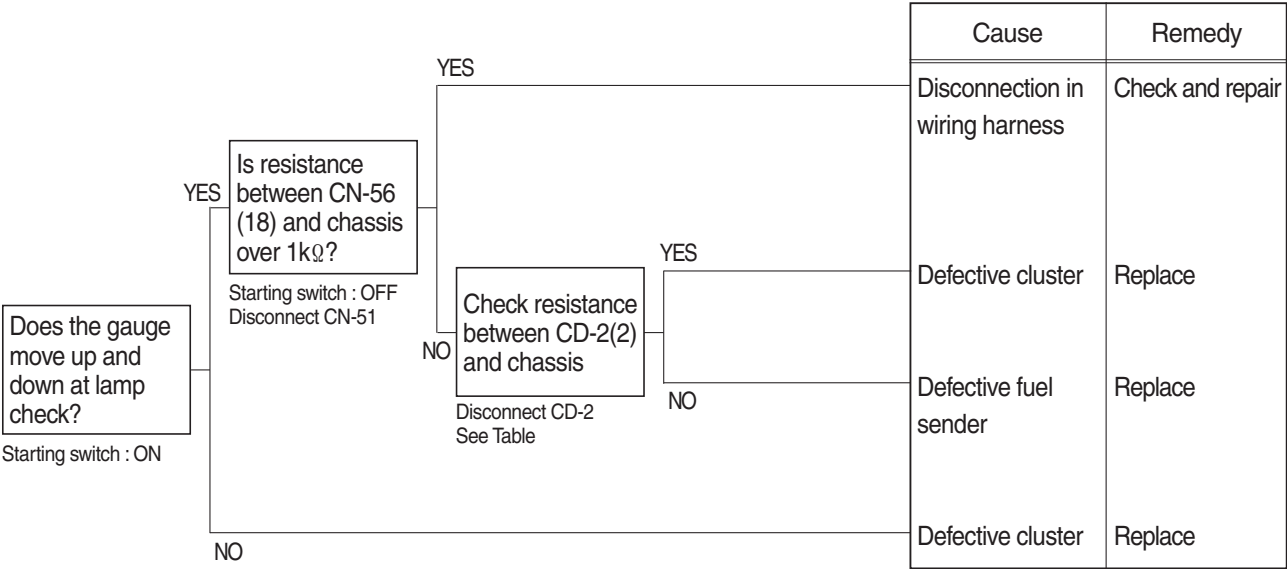 Cause
Remedy
YES
Disconnection in
wiring harness
Check and repair
YES
Is resistance
between CN-56
(18) and chassis
over 1kΩ?
Starting switch : OFF
Disconnect CN-51
YES
Defective cluster
Replace
Does the gauge
move up and
down at lamp
check?
Starting switch : ON
NO
Check resistance
between CD-2(2)
and chassis
Disconnect CD-2
See Table
NO
Defective fuel
sender
Replace
NO
Defective cluster
Replace